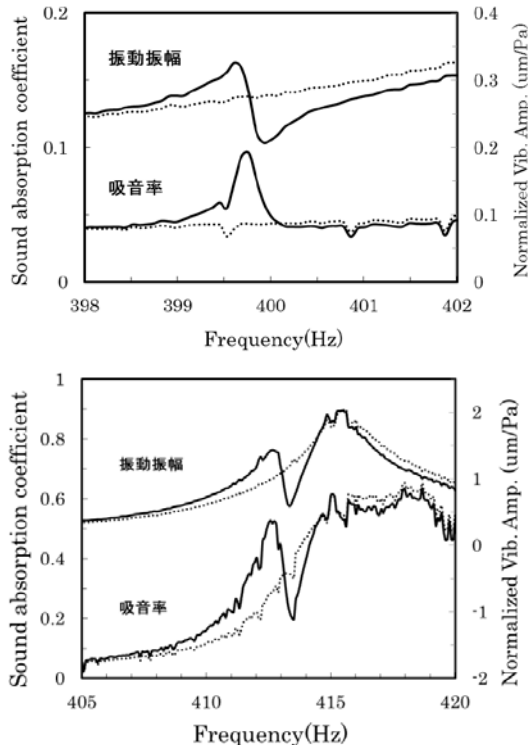 Sound absorption coefficient
0.2
0.1
0
振動振幅
吸音率
0.4
0.3
0.2
0.1
0
Normalized Vib. Amp. (um/Pa)
398
399
400
401
402
Frequency(Hz)
Sound absorption coefficient
1
0.8
0.6
0.4
0.2
0
振動振幅
吸音率
2
1
0
-1
-2
Normalized Vib. Amp. (um/Pa)
405
410
415
420
Frequency(Hz)